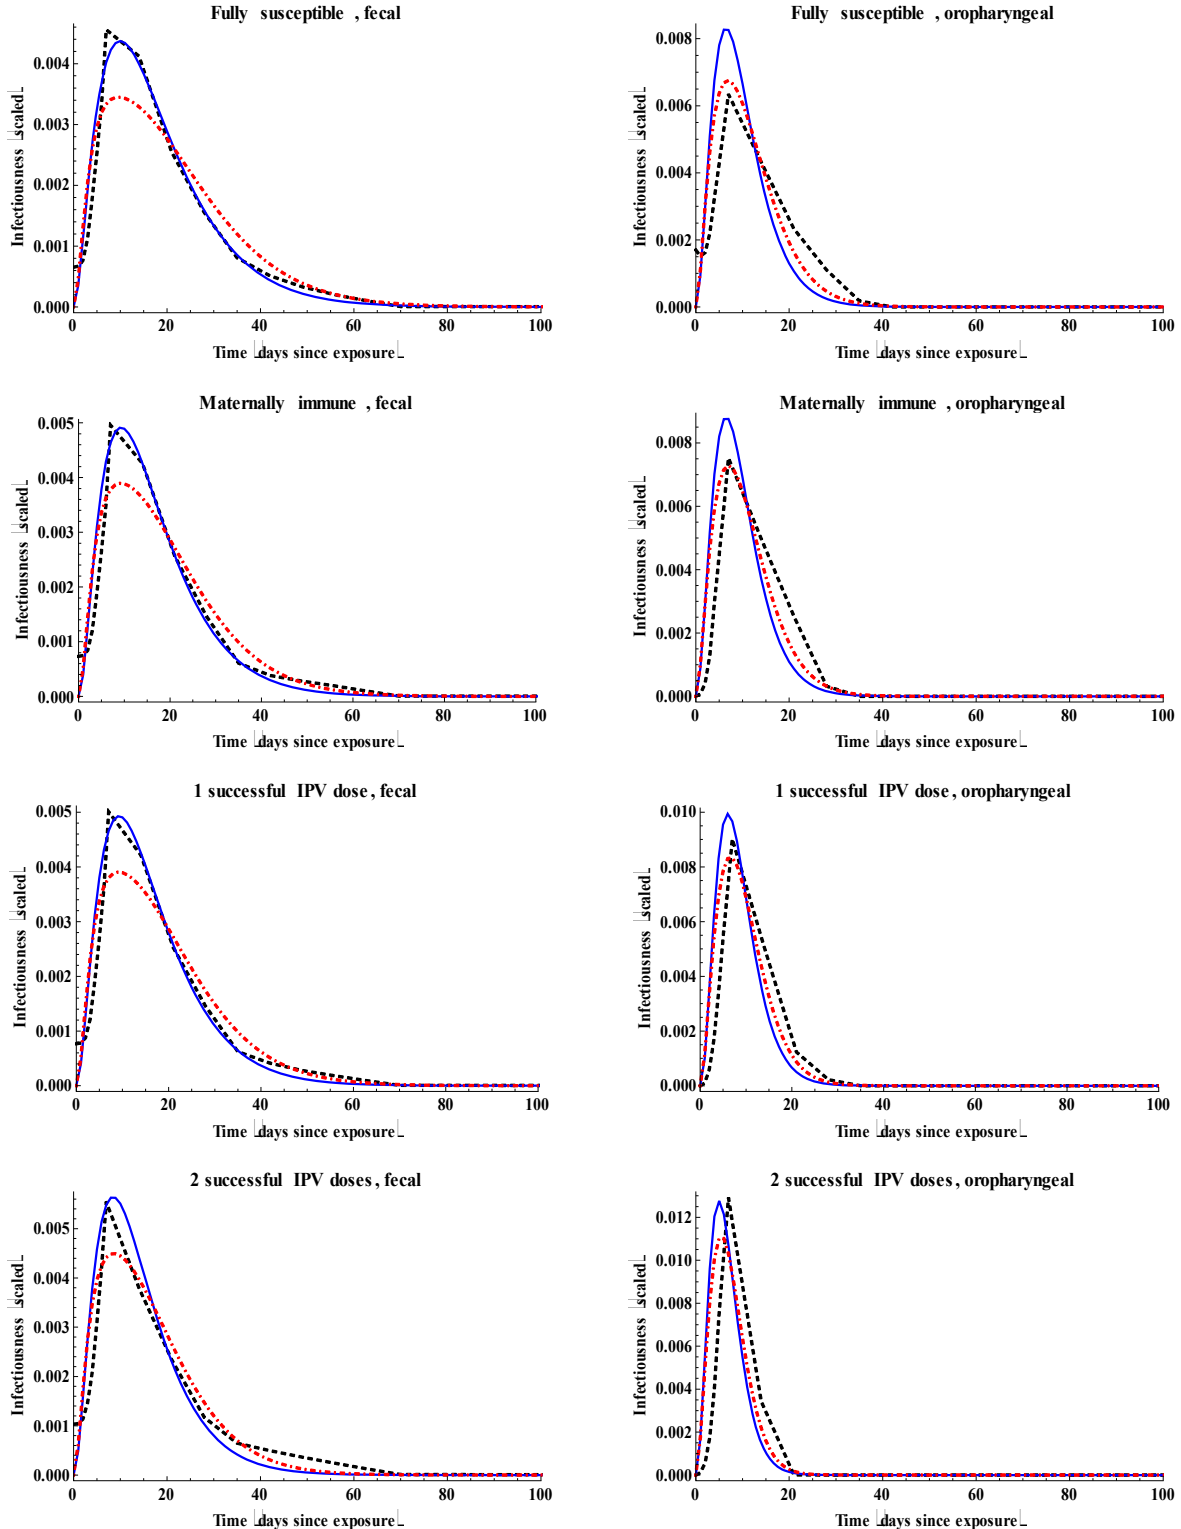 Fully susceptible , fecal
Infectiousness scaled
0.004
0.003
0.002
0.001
0.000
0 20 40 60 80 100
Time days since exposure
Fully susceptible , oropharyngeal
Infectiousness scaled
0.008
0.006
0.004
0.002
0.000
0 20 40 60 80 100
Time days since exposure
Maternally immune , fecal
Infectiousness scaled
0.005
0.004
0.003
0.002
0.001
0.000
0 20 40 60 80 100
Time days since exposure
Maternally immune , oropharyngeal
Infectiousness scaled
0.008
0.006
0.004
0.002
0.000
0 20 40 60 80 100
Time days since exposure
1 successful IPV dose , fecal
Infectiousness scaled
0.005
0.004
0.003
0.002
0.001
0.000
0 20 40 60 80 100
Time days since exposure
1 successful IPV dose , oropharyngeal
Infectiousness scaled
0.010
0.008
0.006
0.004
0.002
0.000
0 20 40 60 80 100
Time days since exposure
2 successful IPV doses , fecal
Infectiousness scaled
0.005
0.004
0.003
0.002
0.001
0.000
0 20 40 60 80 100
Time days since exposure
2 successful IPV doses , oropharyngeal
Infectiousness scaled
0.012
0.010
0.008
0.006
0.004
0.002
0.000
0 20 40 60 80 100
Time days since exposure